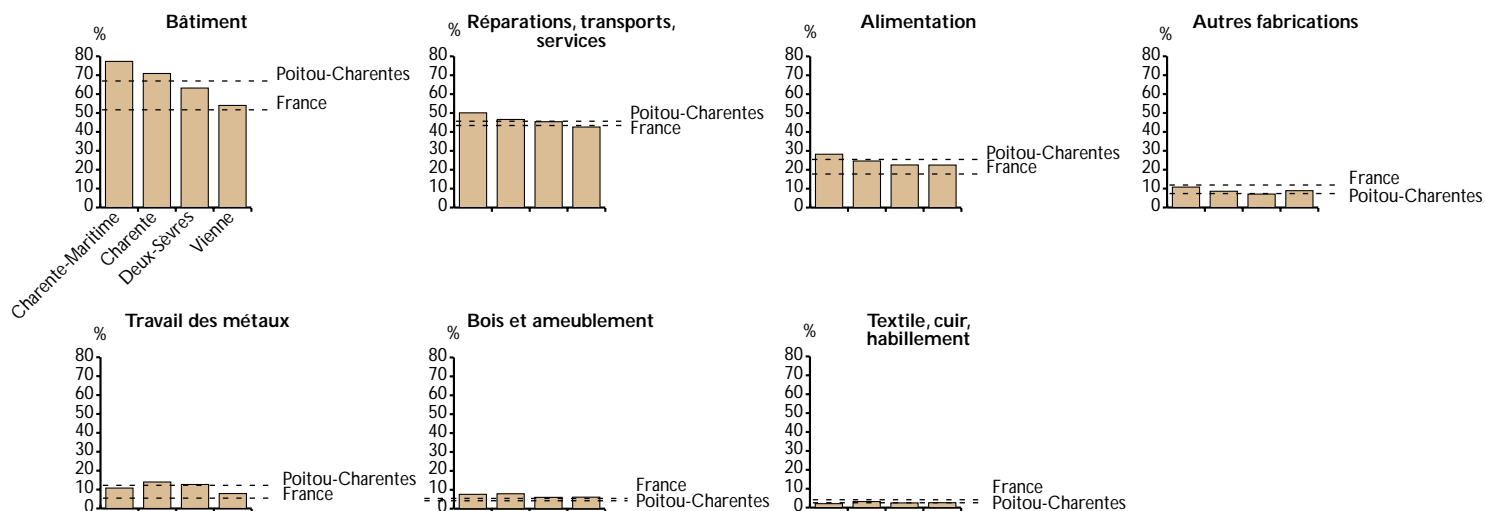 Bâtiment
%
80
70
60
50
40
30
20
10
0
Poitou-Charentes
France
Charente-Maritime
Charente
Deux-Sèvres
Vienne
Réparations, transports,
services
%
80
70
60
50
40
30
20
10
0
Poitou-Charentes
France
Alimentation
%
80
70
60
50
40
30
20
10
0
Poitou-Charentes
France
Autres fabrications
%
80
70
60
50
40
30
20
10
0
France
Poitou-Charentes
Travail des métaux
%
80
70
60
50
40
30
20
10
0
Poitou-Charentes
France
Bois et ameublement
%
80
70
60
50
40
30
20
10
0
France
Poitou-Charentes
Textile, cuir,
habillement
%
80
70
60
50
40
30
20
10
0
France
Poitou-Charentes